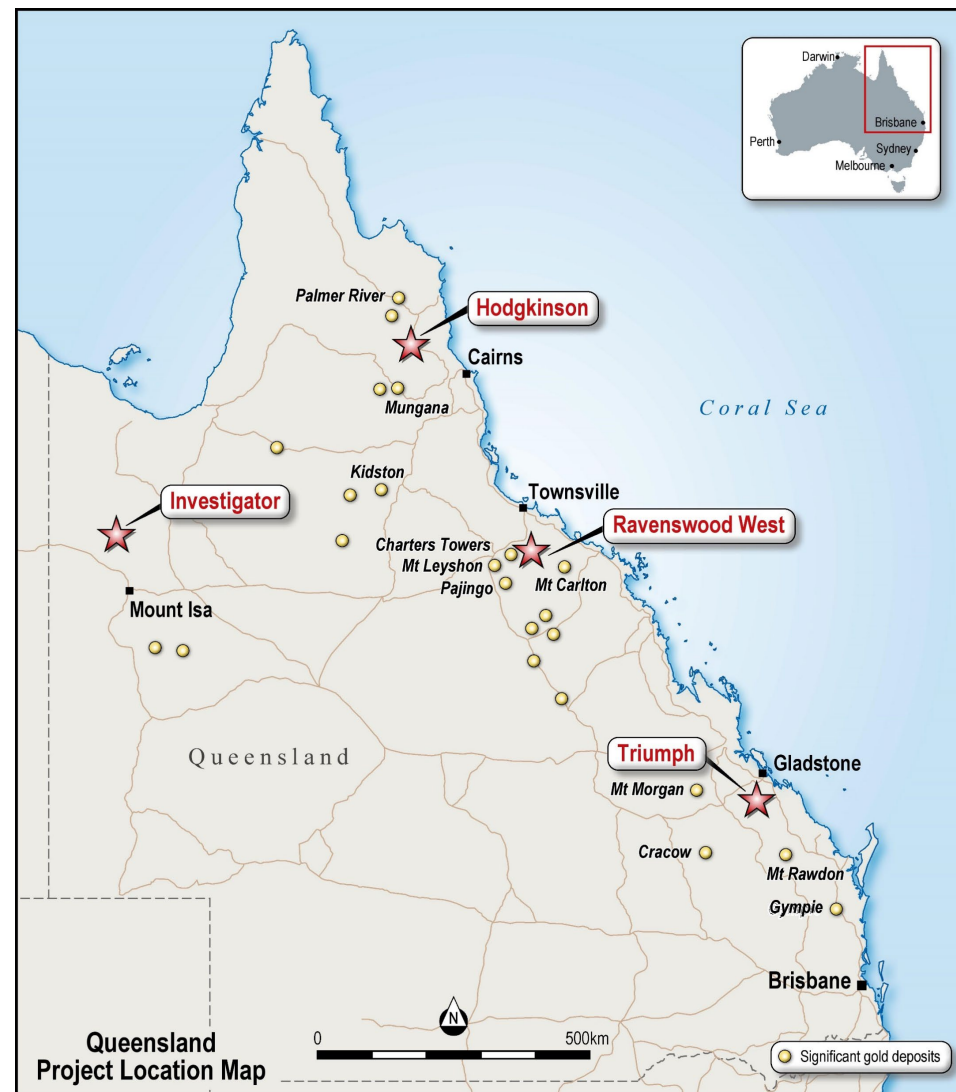 Darwin
Brisbane
Perth
Sydney
Melbourne
Palmer River
Hodgkinson
Cairns
Mungana
Coral Sea
Kidston
Investigator
Townsville
Ravenswood West
Charters Towers
Mt Leyshon
Mt Carlton
Pajingo
Mount Isa
Queensland
Triumph
Gladstone
Mt Morgan
Cracow
Mt Rawdon
Gympie
Brisbane
N
Queensland
Project Location Map
0 500km
Significant gold deposits